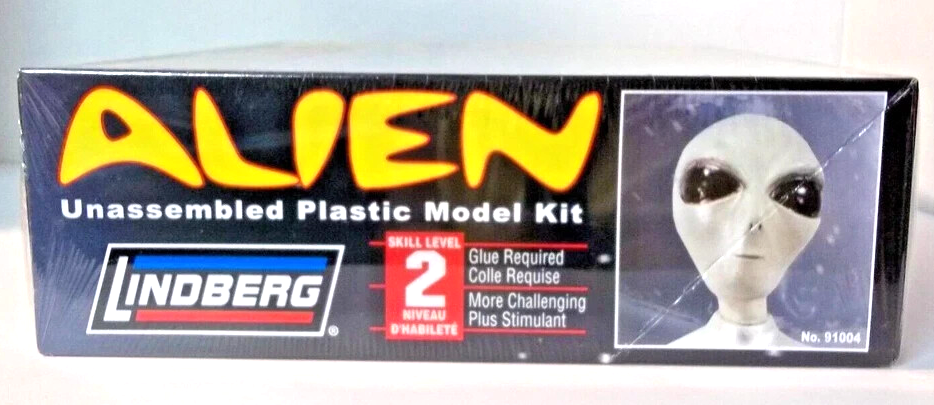 ALIEN
Unassembled Plastic Model Kit
LINDBERG®
SKILL LEVEL
2
NIVEAU
D'HABILETÉ
Glue Required
Colle Requise
More Challenging
Plus Stimulant
No. 91004